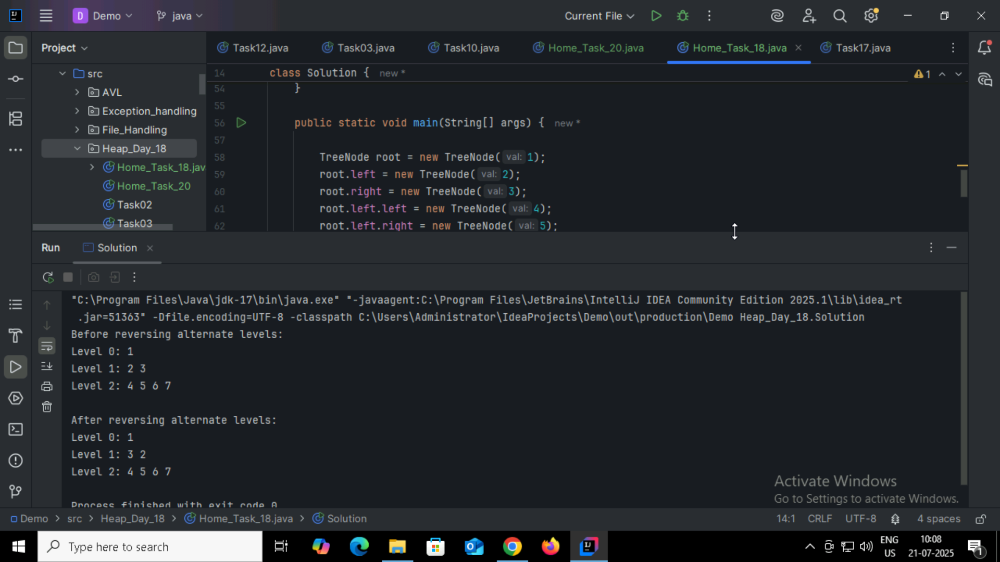 D Demo java Current File
Project
Task12.java Task03.java Task10.java Home_Task_20.java Home_Task_18.java Task17.java
src
AVL
Exception_handling
File_Handling
Heap_Day_18
Home_Task_18.jav
Home_Task_20
Task02
Task03
14 class Solution { new *
1
54 }
55
56 public static void main(String[] args) { new *
57
58 TreeNode root = new TreeNode( val: 1);
59 root.left = new TreeNode( val: 2);
60 root.right = new TreeNode( val: 3);
61 root.left.left = new TreeNode( val: 4);
62 root.left.right = new TreeNode( val: 5);
Run Solution
"C:\Program Files\Java\jdk-17\bin\java.exe" "-javaagent:C:\Program Files\JetBrains\IntelliJ IDEA Community Edition 2025.1\lib\idea_rt
.jar=51363" -Dfile.encoding=UTF-8 -classpath C:\Users\Administrator\IdeaProjects\Demo\out\production\Demo Heap_Day_18.Solution
Before reversing alternate levels:
Level 0: 1
Level 1: 2 3
Level 2: 4 5 6 7
After reversing alternate levels:
Level 0: 1
Level 1: 3 2
Level 2: 4 5 6 7
Process finished with exit code 0
Activate Windows
Go to Settings to activate Windows.
Demo > src > Heap_Day_18 > Home_Task_18.java > Solution 14:1 CRLF UTF-8 4 spaces
Type here to search
ENG
US
10:08
21-07-2025
1